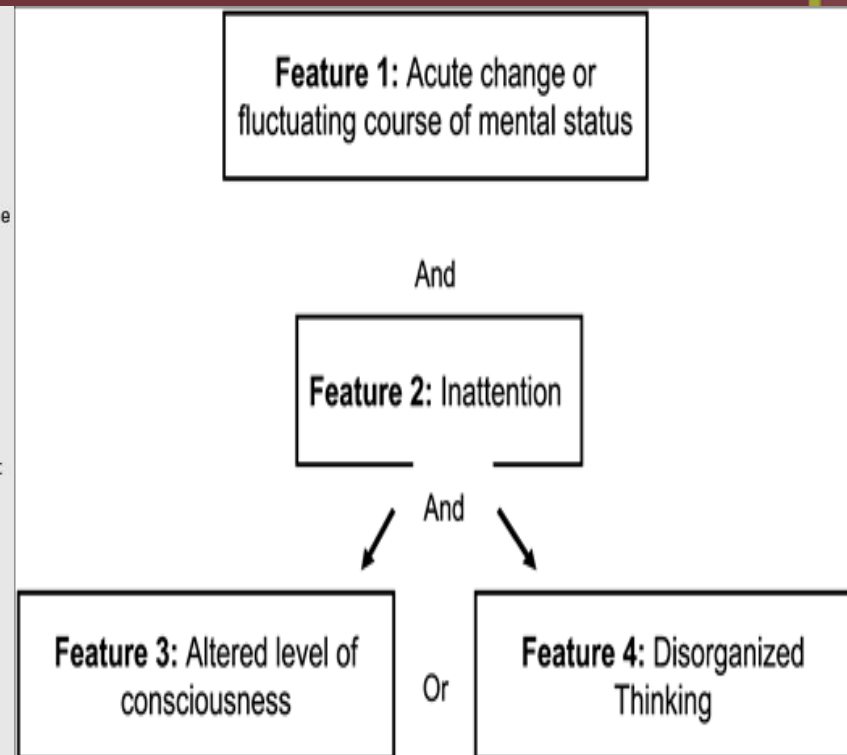 Feature 1: Acute change or
fluctuating course of mental status
e
And
Feature 2: Inattention
And
Feature 3: Altered level of
consciousness
Or
Feature 4: Disorganized
Thinking